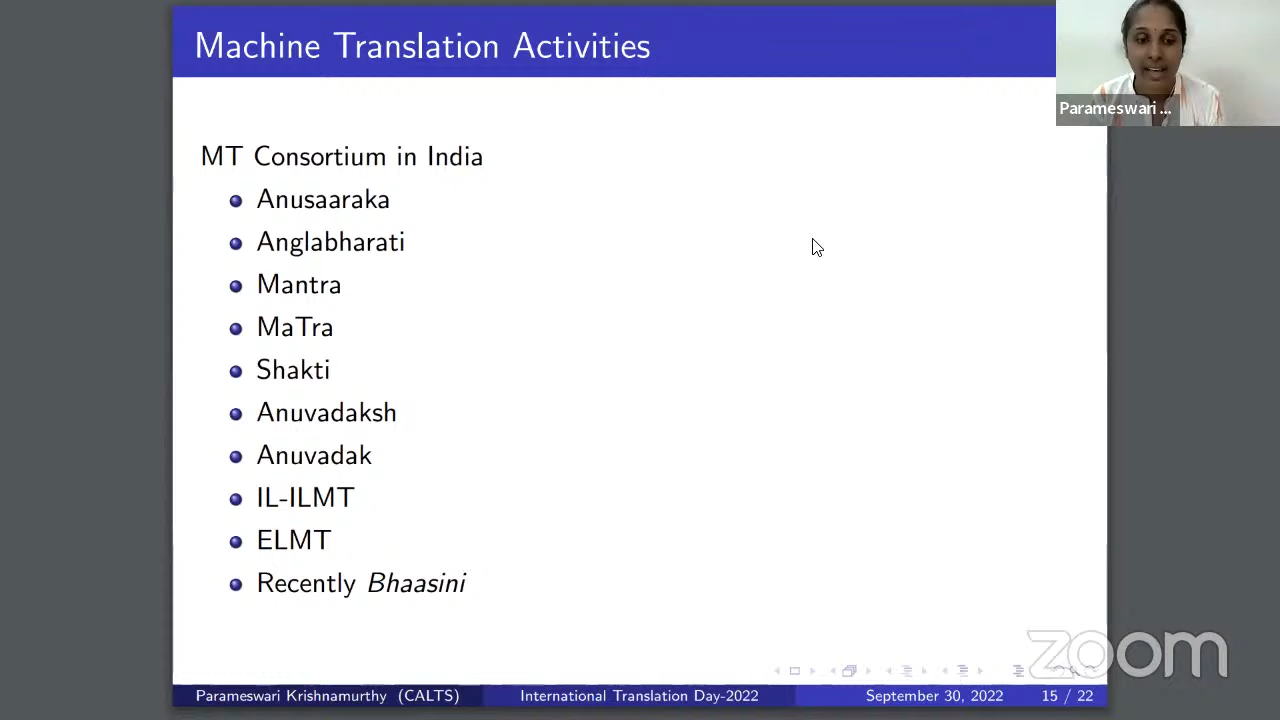 Machine Translation Activities
Parameswari ...
MT Consortium in India
Anusaaraka
Anglabharati
Mantra
MaTra
Shakti
Anuvadaksh
Anuvadak
IL-ILMT
ELMT
Recently Bhaasini
zoom
Parameswari Krishnamurthy (CALTS) International Translation Day-2022 September 30, 2022 15 / 22